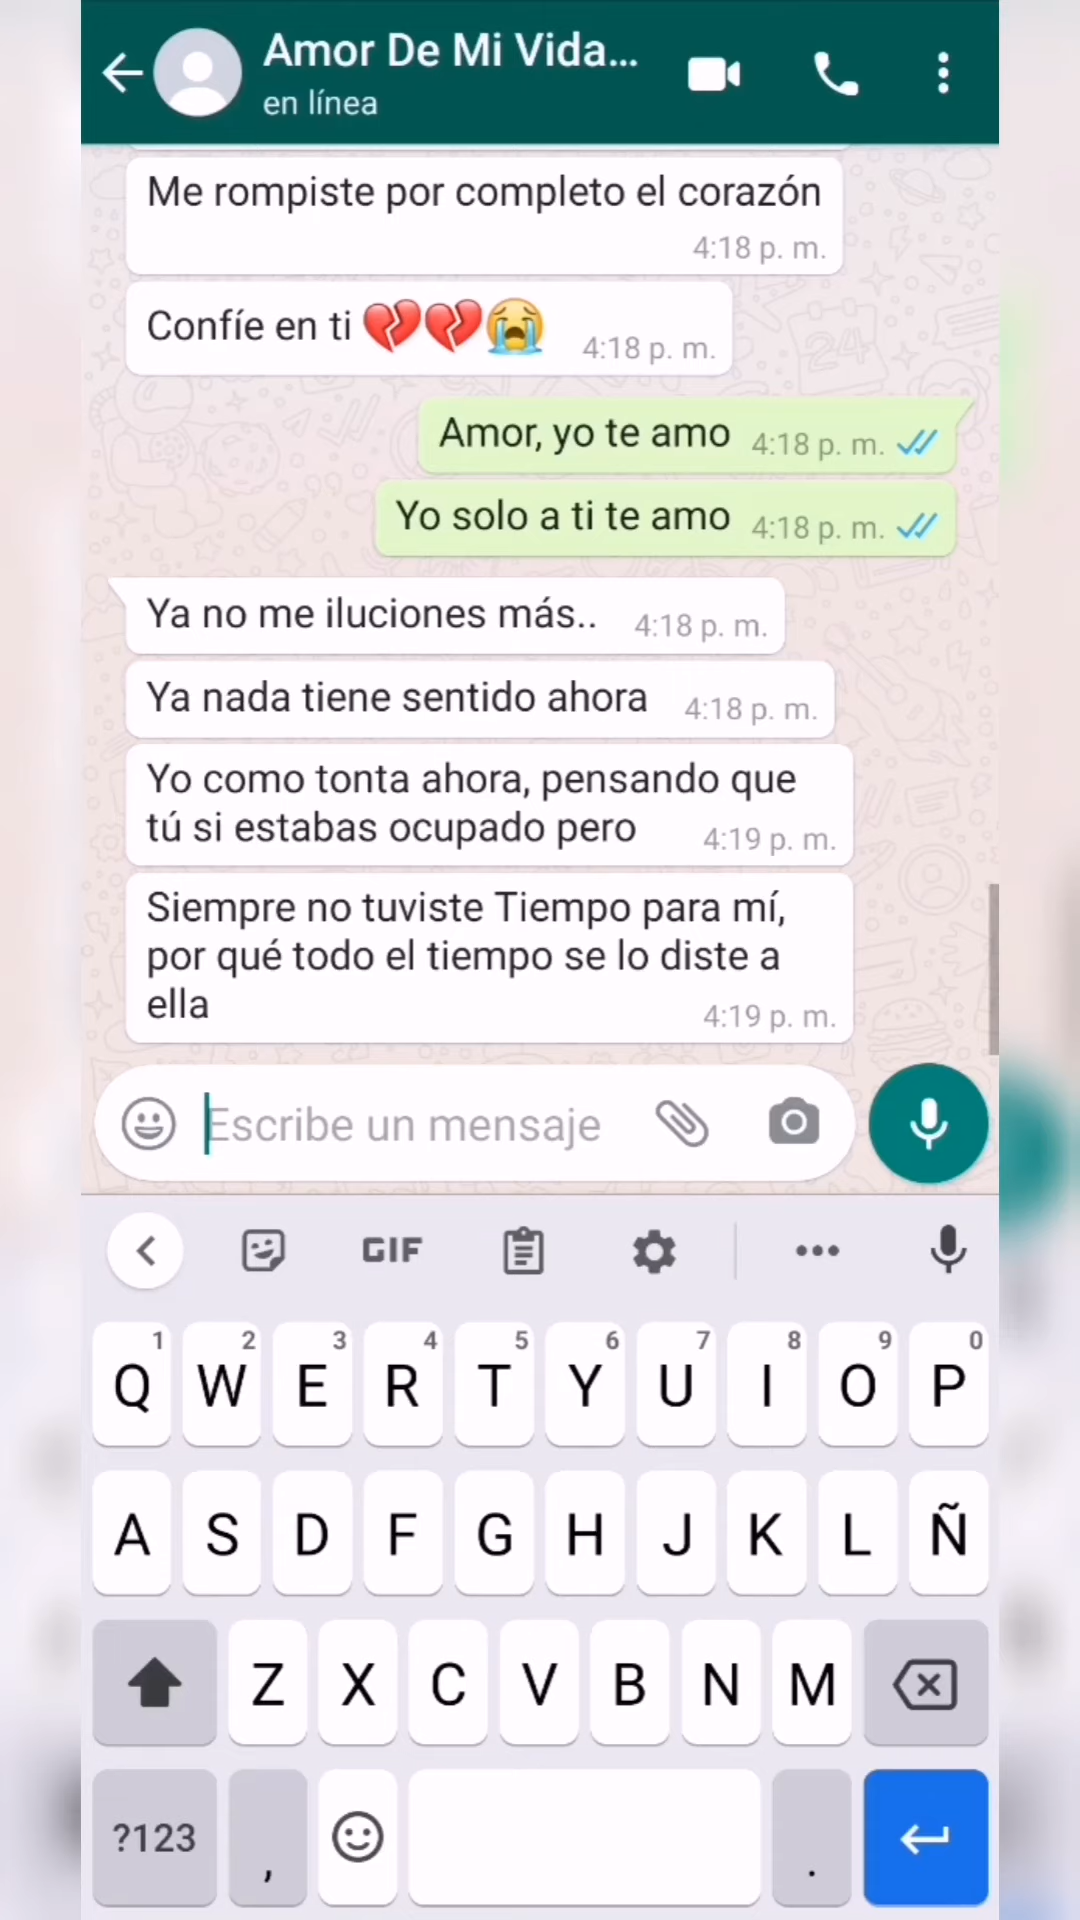 Amor De Mi Vida...
en línea
Me rompiste por completo el corazón
4:18 p. m.
Confíe en ti 💔💔😭 4:18 p. m.
Amor, yo te amo 4:18 p. m.
Yo solo a ti te amo 4:18 p. m.
Ya no me iluciones más.. 4:18 p. m.
Ya nada tiene sentido ahora 4:18 p. m.
Yo como tonta ahora, pensando que
tú si estabas ocupado pero 4:19 p. m.
Siempre no tuviste Tiempo para mí,
por qué todo el tiempo se lo diste a
ella 4:19 p. m.
Escribe un mensaje
GIF
1 2 3 4 5 6 7 8 9 0
Q W E R T Y U I O P
A S D F G H J K L Ñ
Z X C V B N M
?123 , .